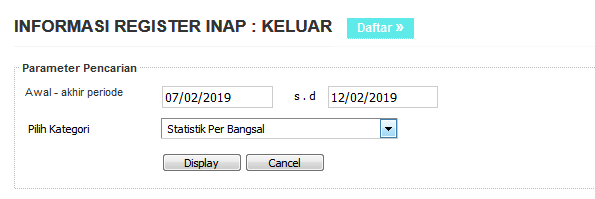 INFORMASI REGISTER INAP : KELUAR Daftar »
Parameter Pencarian
Awal - akhir periode 07/02/2019 s.d 12/02/2019
Pilih Kategori Statistik Per Bangsal
Display Cancel